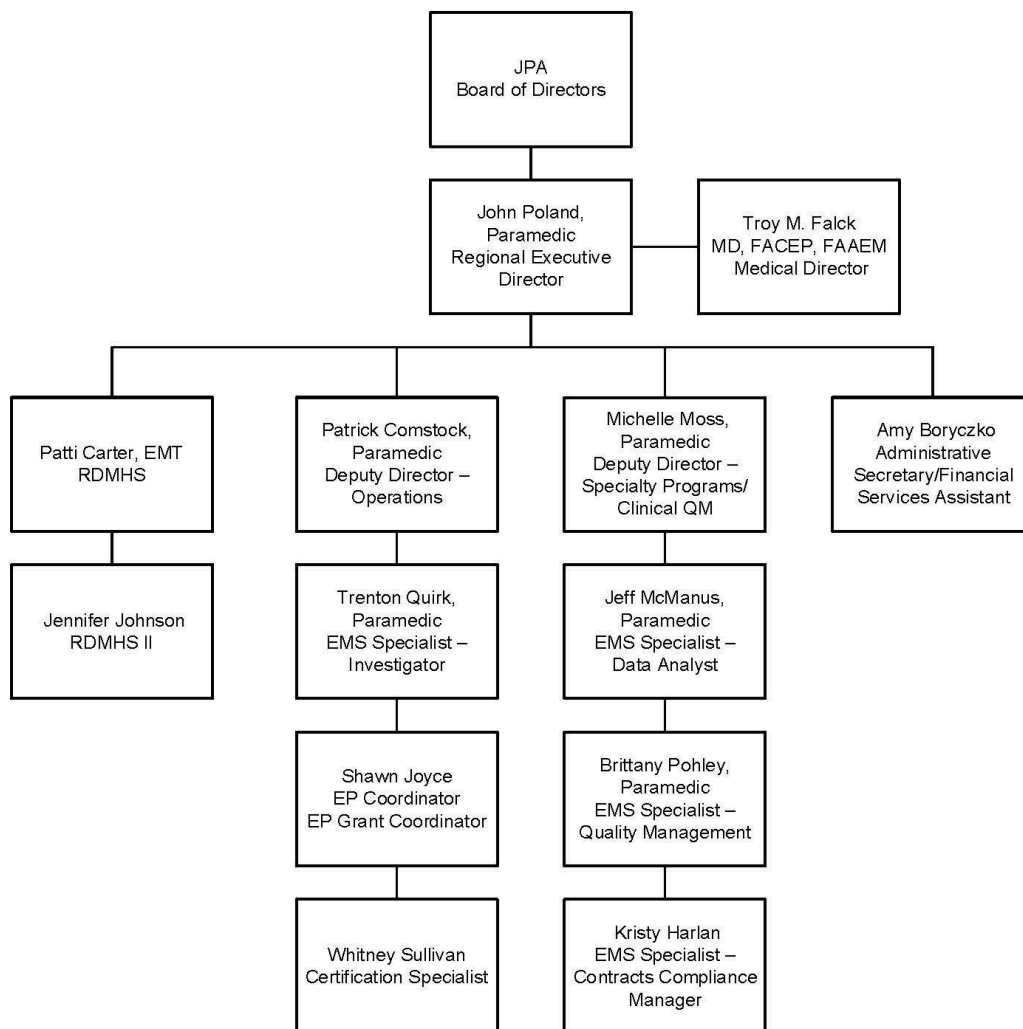 JPA
Board of Directors
John Poland,
Paramedic
Regional Executive
Director
Troy M. Falck
MD, FACEP, FAAEM
Medical Director
Patti Carter, EMT
RDMHS
Patrick Comstock,
Paramedic
Deputy Director –
Operations
Michelle Moss,
Paramedic
Deputy Director –
Specialty Programs/
Clinical QM
Amy Boryczko
Administrative
Secretary/Financial
Services Assistant
Jennifer Johnson
RDMHS II
Trenton Quirk,
Paramedic
EMS Specialist –
Investigator
Jeff McManus,
Paramedic
EMS Specialist –
Data Analyst
Shawn Joyce
EP Coordinator
EP Grant Coordinator
Brittany Pohley,
Paramedic
EMS Specialist –
Quality Management
Whitney Sullivan
Certification Specialist
Kristy Harlan
EMS Specialist –
Contracts Compliance
Manager